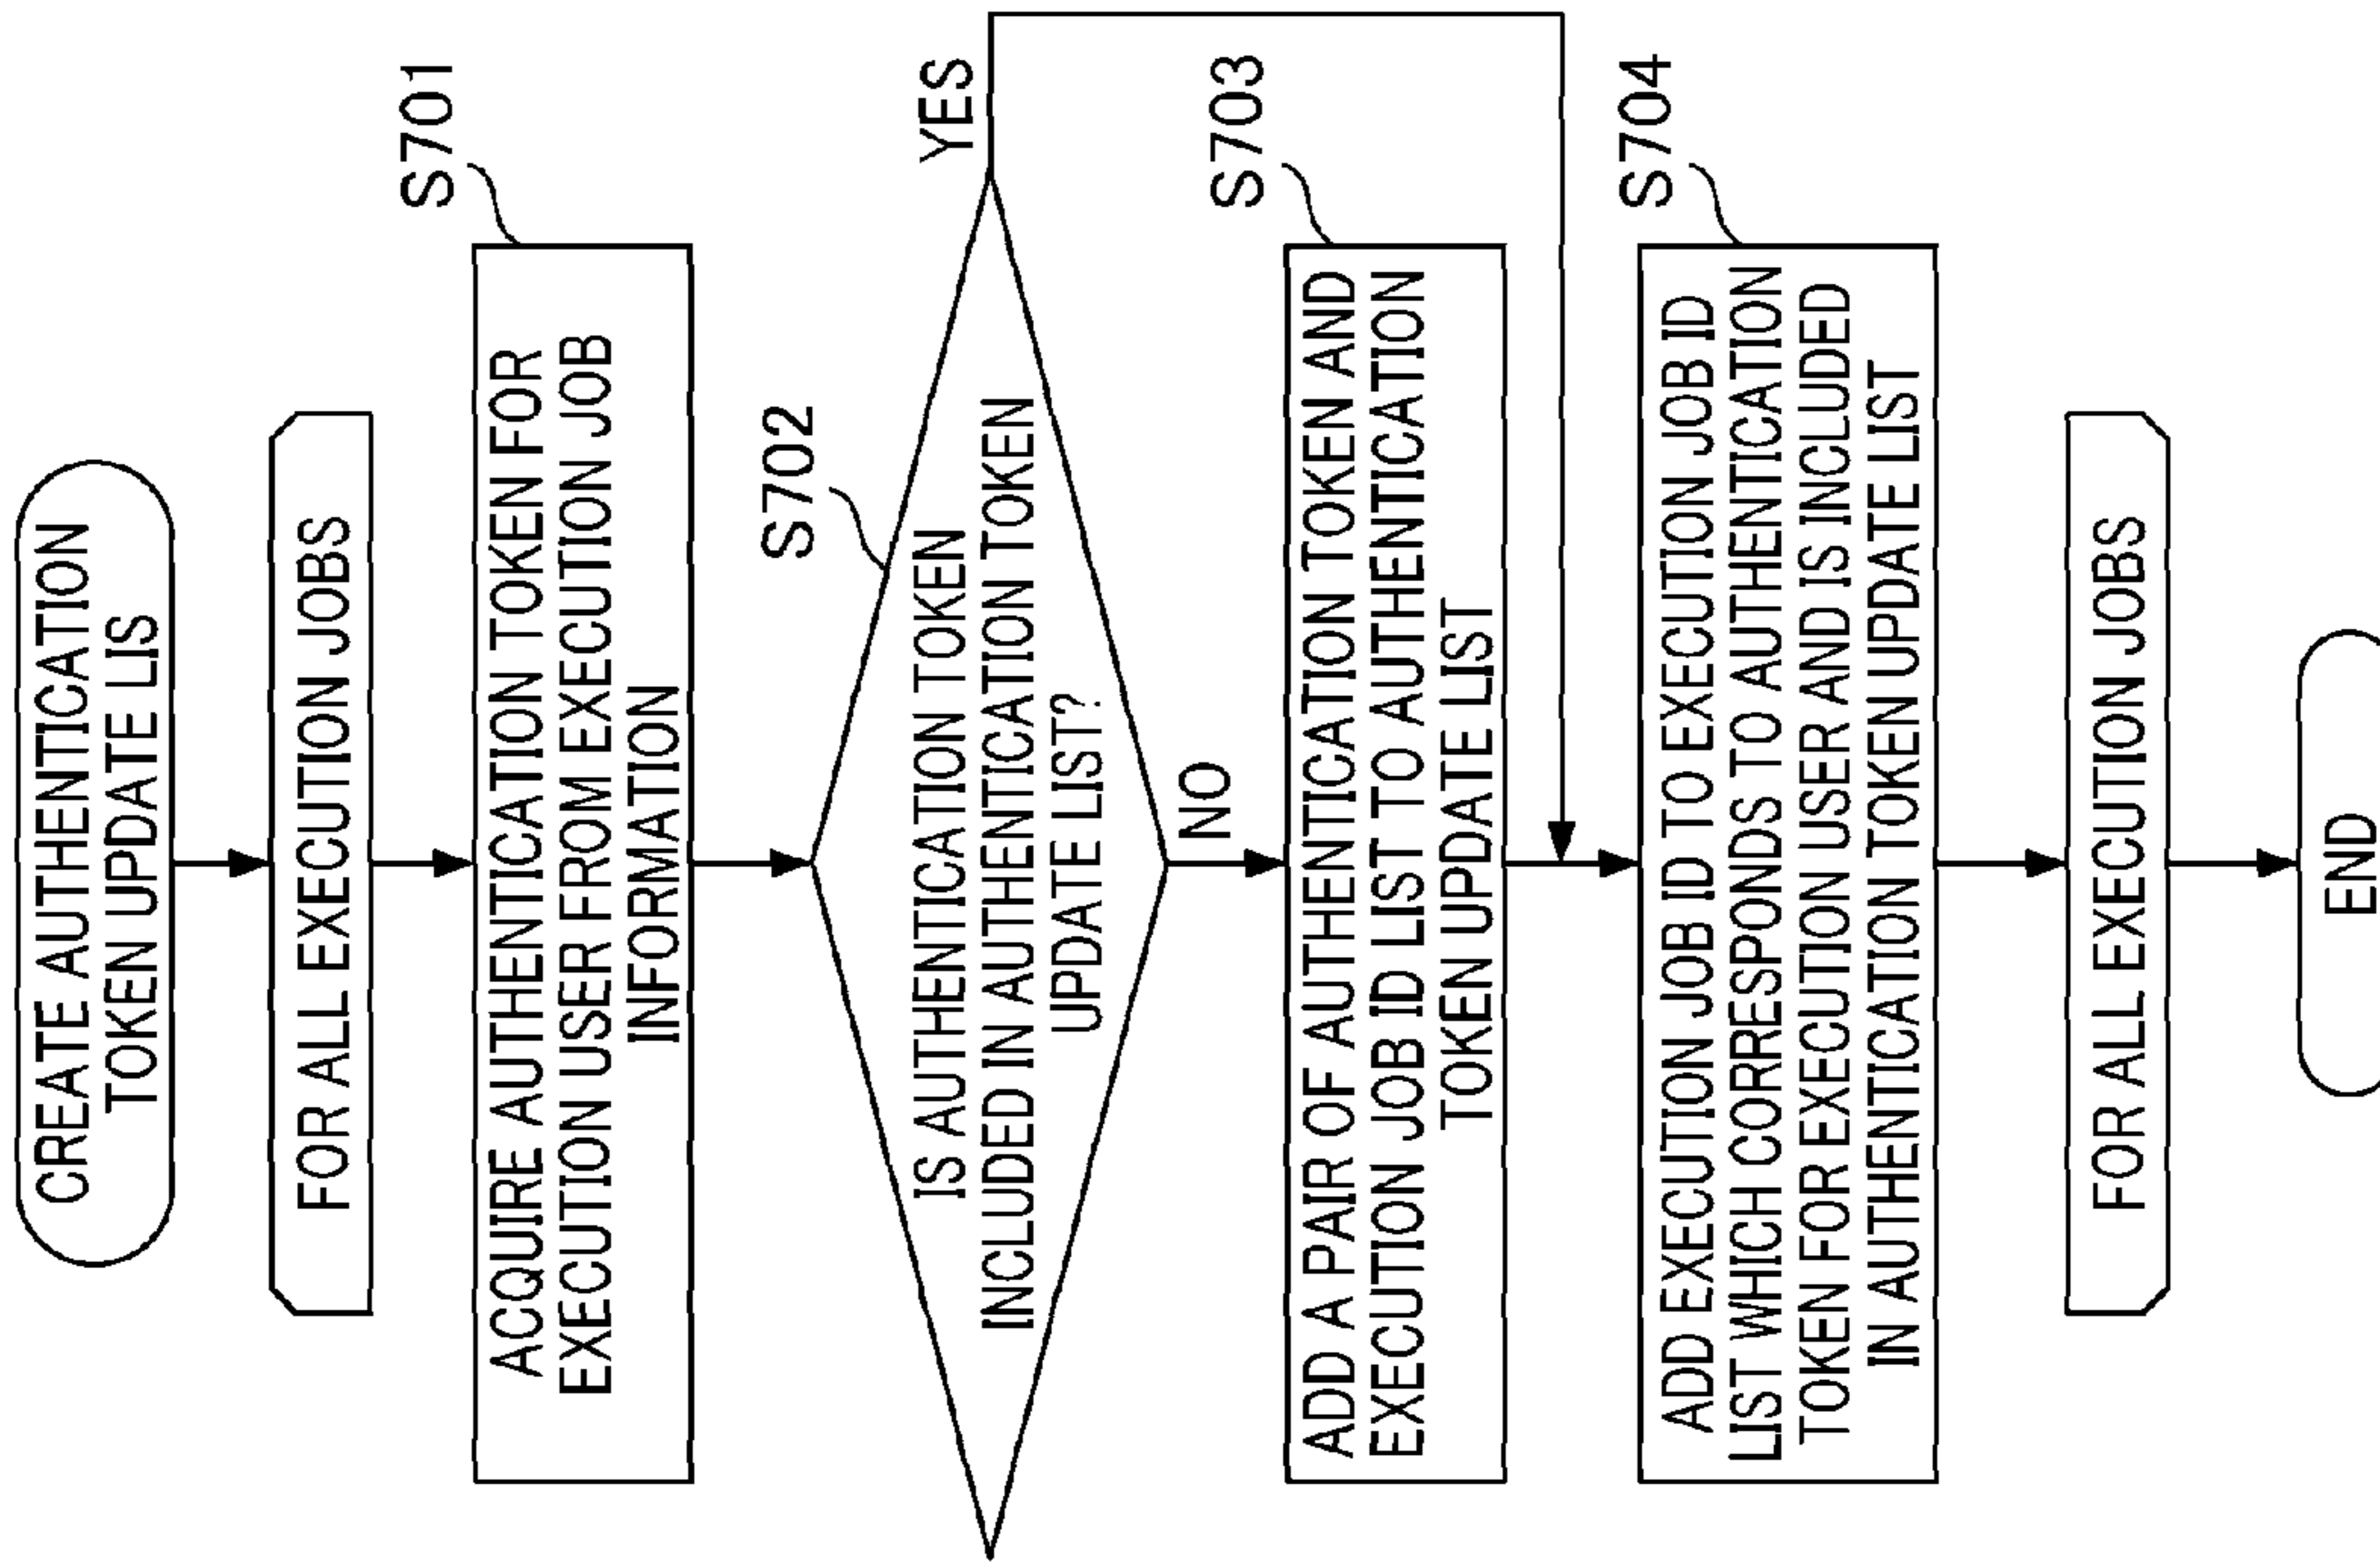 CREATE AUTHENTICATION
TOKEN UPDATE LIS
FOR ALL EXECUTION JOBS
S701
ACQUIRE AUTHENTICATION TOKEN FOR
EXECUTION USER FROM EXECUTION JOB
INFORMATION
S702
IS AUTHENTICATION TOKEN
INCLUDED IN AUTHENTICATION TOKEN
UPDATE LIST?
YES
NO
S703
ADD A PAIR OF AUTHENTICATION TOKEN AND
EXECUTION JOB ID LIST TO AUTHENTICATION
TOKEN UPDATE LIST
S704
ADD EXECUTION JOB ID TO EXECUTION JOB ID
LIST WHICH CORRESPONDS TO AUTHENTICATION
TOKEN FOR EXECUTION USER AND IS INCLUDED
IN AUTHENTICATION TOKEN UPDATE LIST
FOR ALL EXECUTION JOBS
END